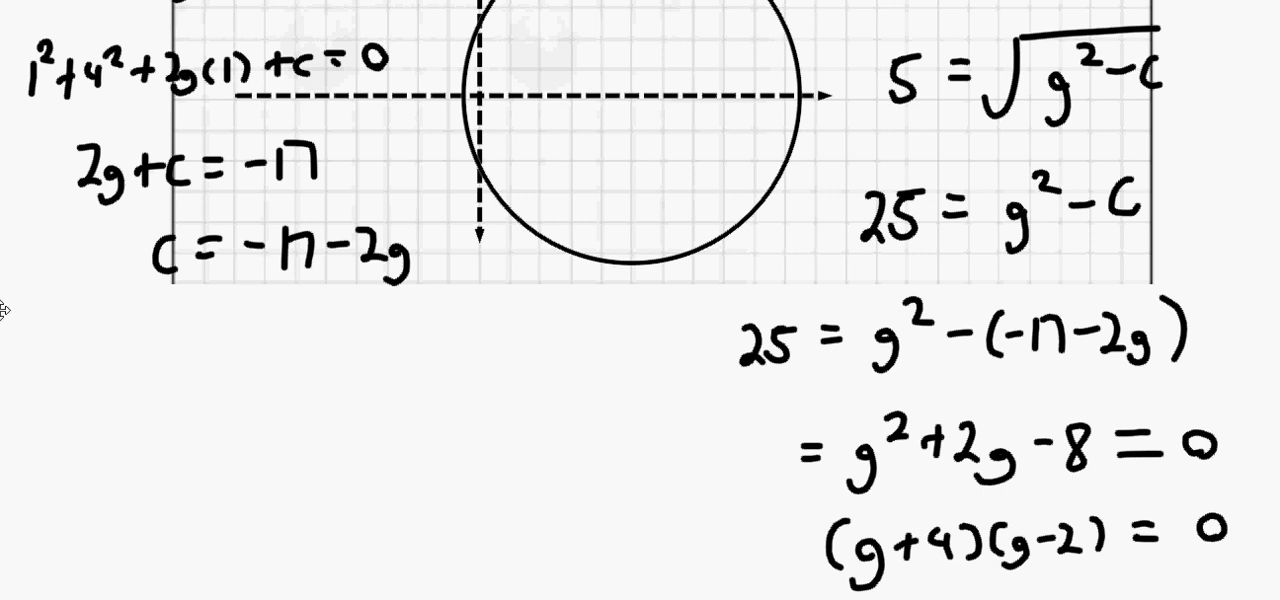 1²+4²+2g(1)+c=0
2g+c=-17
c=-17-2g
5=√g²-c
25=g²-c
25=g²-(-17-2g)
=g²+2g-8=0
(g+4)(g-2)=0